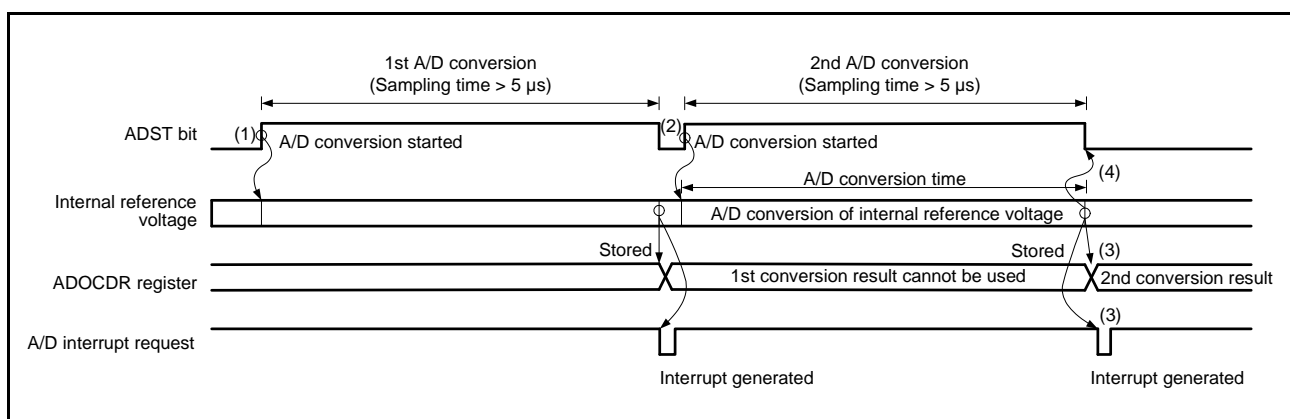 1st A/D conversion
(Sampling time > 5 µs)
2nd A/D conversion
(Sampling time > 5 µs)
ADST bit
(1)
A/D conversion started
(2)
A/D conversion started
(4)
A/D conversion time
Internal reference
voltage
A/D conversion of internal reference voltage
Stored
Stored
(3)
ADOCDR register
1st conversion result cannot be used
2nd conversion result
(3)
A/D interrupt request
Interrupt generated
Interrupt generated